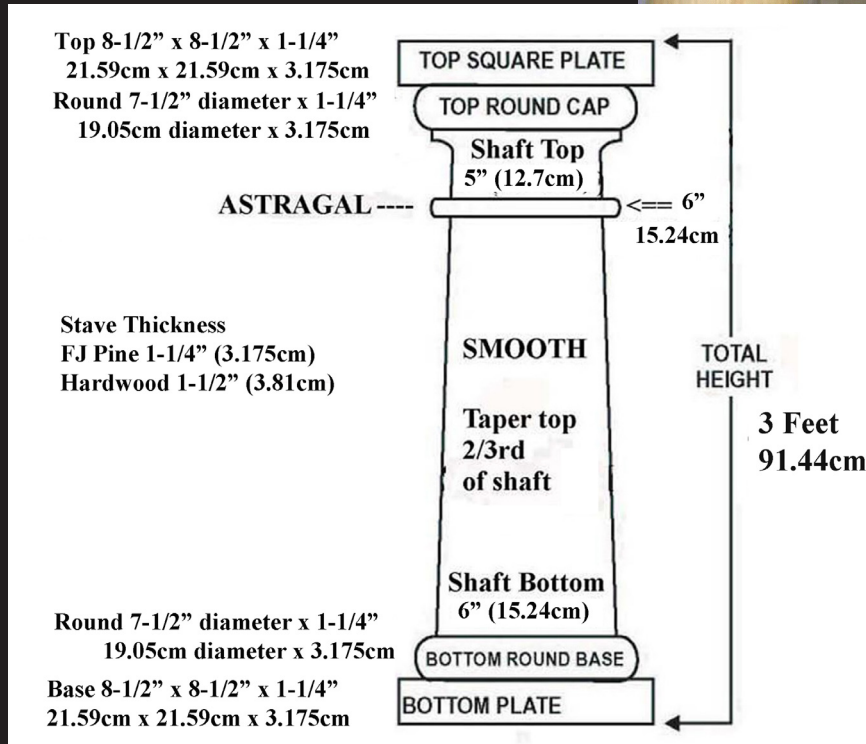 Top 8-1/2” x 8-1/2” x 1-1/4”
21.59cm x 21.59cm x 3.175cm
Round 7-1/2” diameter x 1-1/4”
19.05cm diameter x 3.175cm
TOP SQUARE PLATE
TOP ROUND CAP
Shaft Top
5” (12.7cm)
ASTRAGAL ----
<== 6”
15.24cm
Stave Thickness
FJ Pine 1-1/4” (3.175cm)
Hardwood 1-1/2” (3.81cm)
SMOOTH
Taper top
2/3rd
of shaft
TOTAL
HEIGHT
3 Feet
91.44cm
Shaft Bottom
6” (15.24cm)
Round 7-1/2” diameter x 1-1/4”
19.05cm diameter x 3.175cm
Base 8-1/2” x 8-1/2” x 1-1/4”
21.59cm x 21.59cm x 3.175cm
BOTTOM ROUND BASE
BOTTOM PLATE